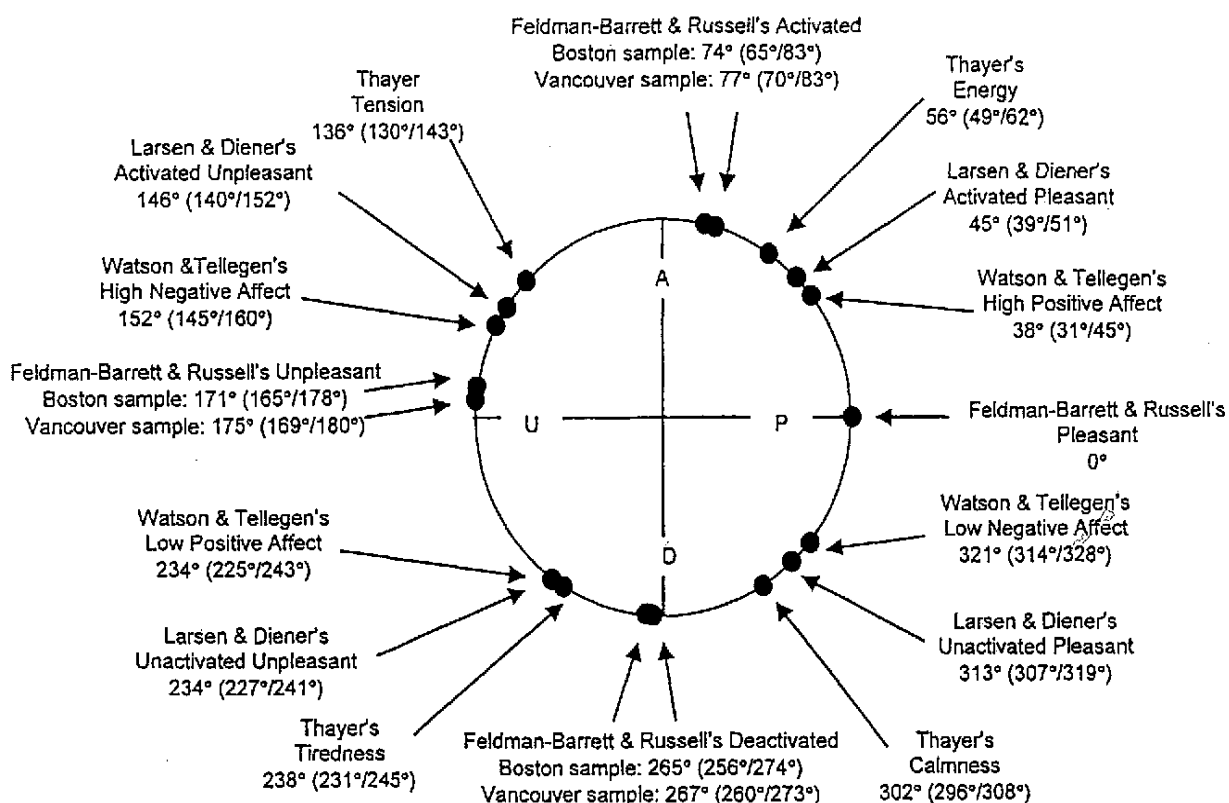 Feldman-Barrett & Russell's Activated
Boston sample: 74° (65°/83°)
Vancouver sample: 77° (70°/83°)
Thayer's
Energy
56° (49°/62°)
Thayer
Tension
136° (130°/143°)
Larsen & Diener's
Activated Unpleasant
146° (140°/152°)
Larsen & Diener's
Activated Pleasant
45° (39°/51°)
Watson &Tellegen's
High Negative Affect
152° (145°/160°)
A
Watson & Tellegen's
High Positive Affect
38° (31°/45°)
Feldman-Barrett & Russell's Unpleasant
Boston sample: 171° (165°/178°)
Vancouver sample: 175° (169°/180°)
U
P
Feldman-Barrett & Russell's
Pleasant
0°
Watson & Tellegen's
Low Positive Affect
234° (225°/243°)
D
Watson & Tellegen's
Low Negative Affect
321° (314°/328°)
Larsen & Diener's
Unactivated Unpleasant
234° (227°/241°)
Larsen & Diener's
Unactivated Pleasant
313° (307°/319°)
Thayer's
Tiredness
238° (231°/245°)
Feldman-Barrett & Russell's Deactivated
Boston sample: 265° (256°/274°)
Vancouver sample: 267° (260°/273°)
Thayer's
Calmness
302° (296°/308°)